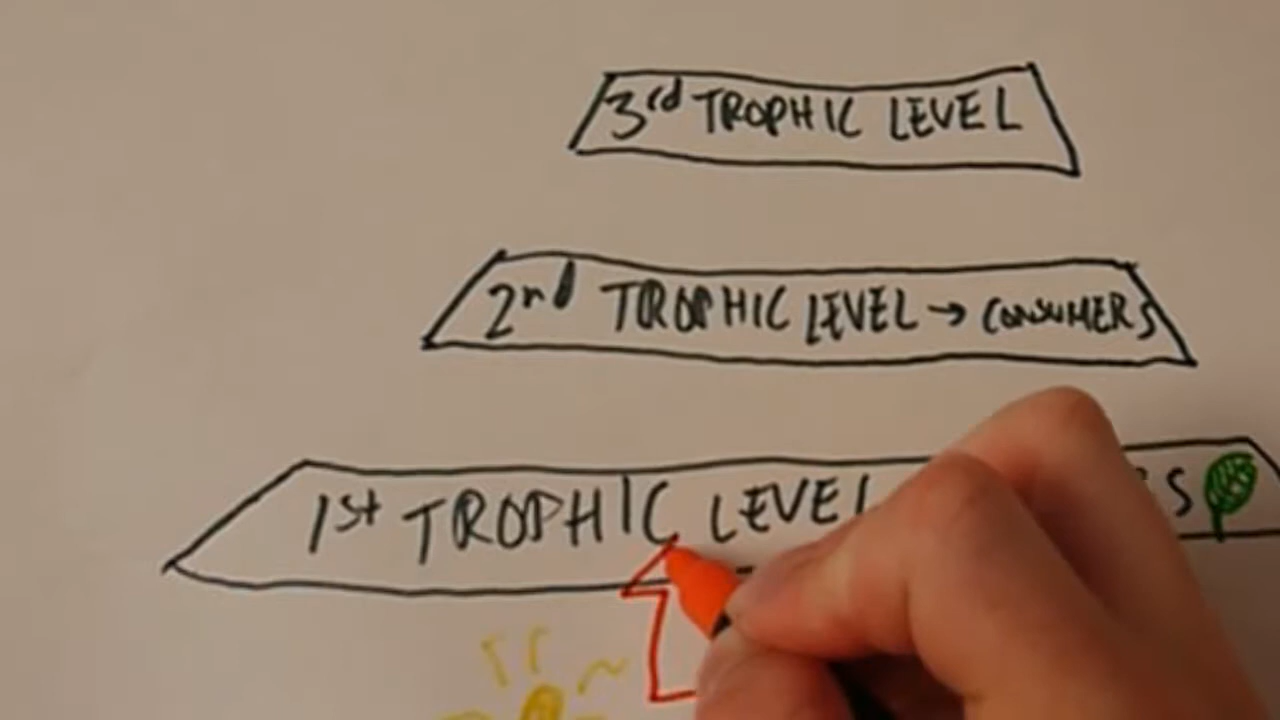 3rd TROPHIC LEVEL
2nd TROPHIC LEVEL → CONSUMERS
1st TROPHIC LEVEL